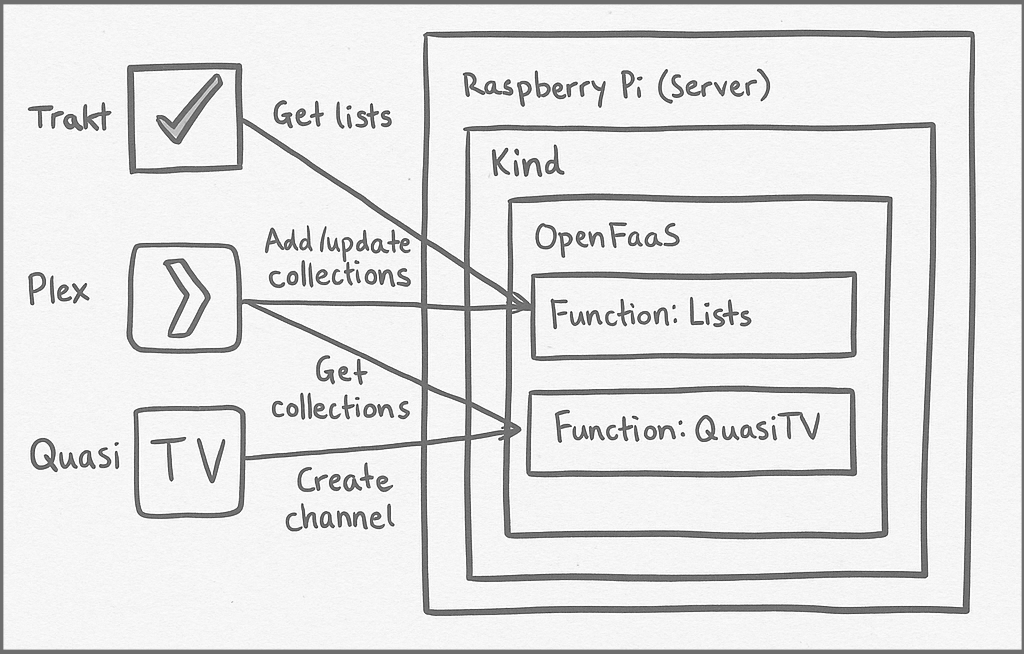 Trakt
Get lists
Plex
Add/update
collections
Get
collections
Quasi
TV
Create
channel
Raspberry Pi (Server)
Kind
OpenFaaS
Function: Lists
Function: QuasiTV